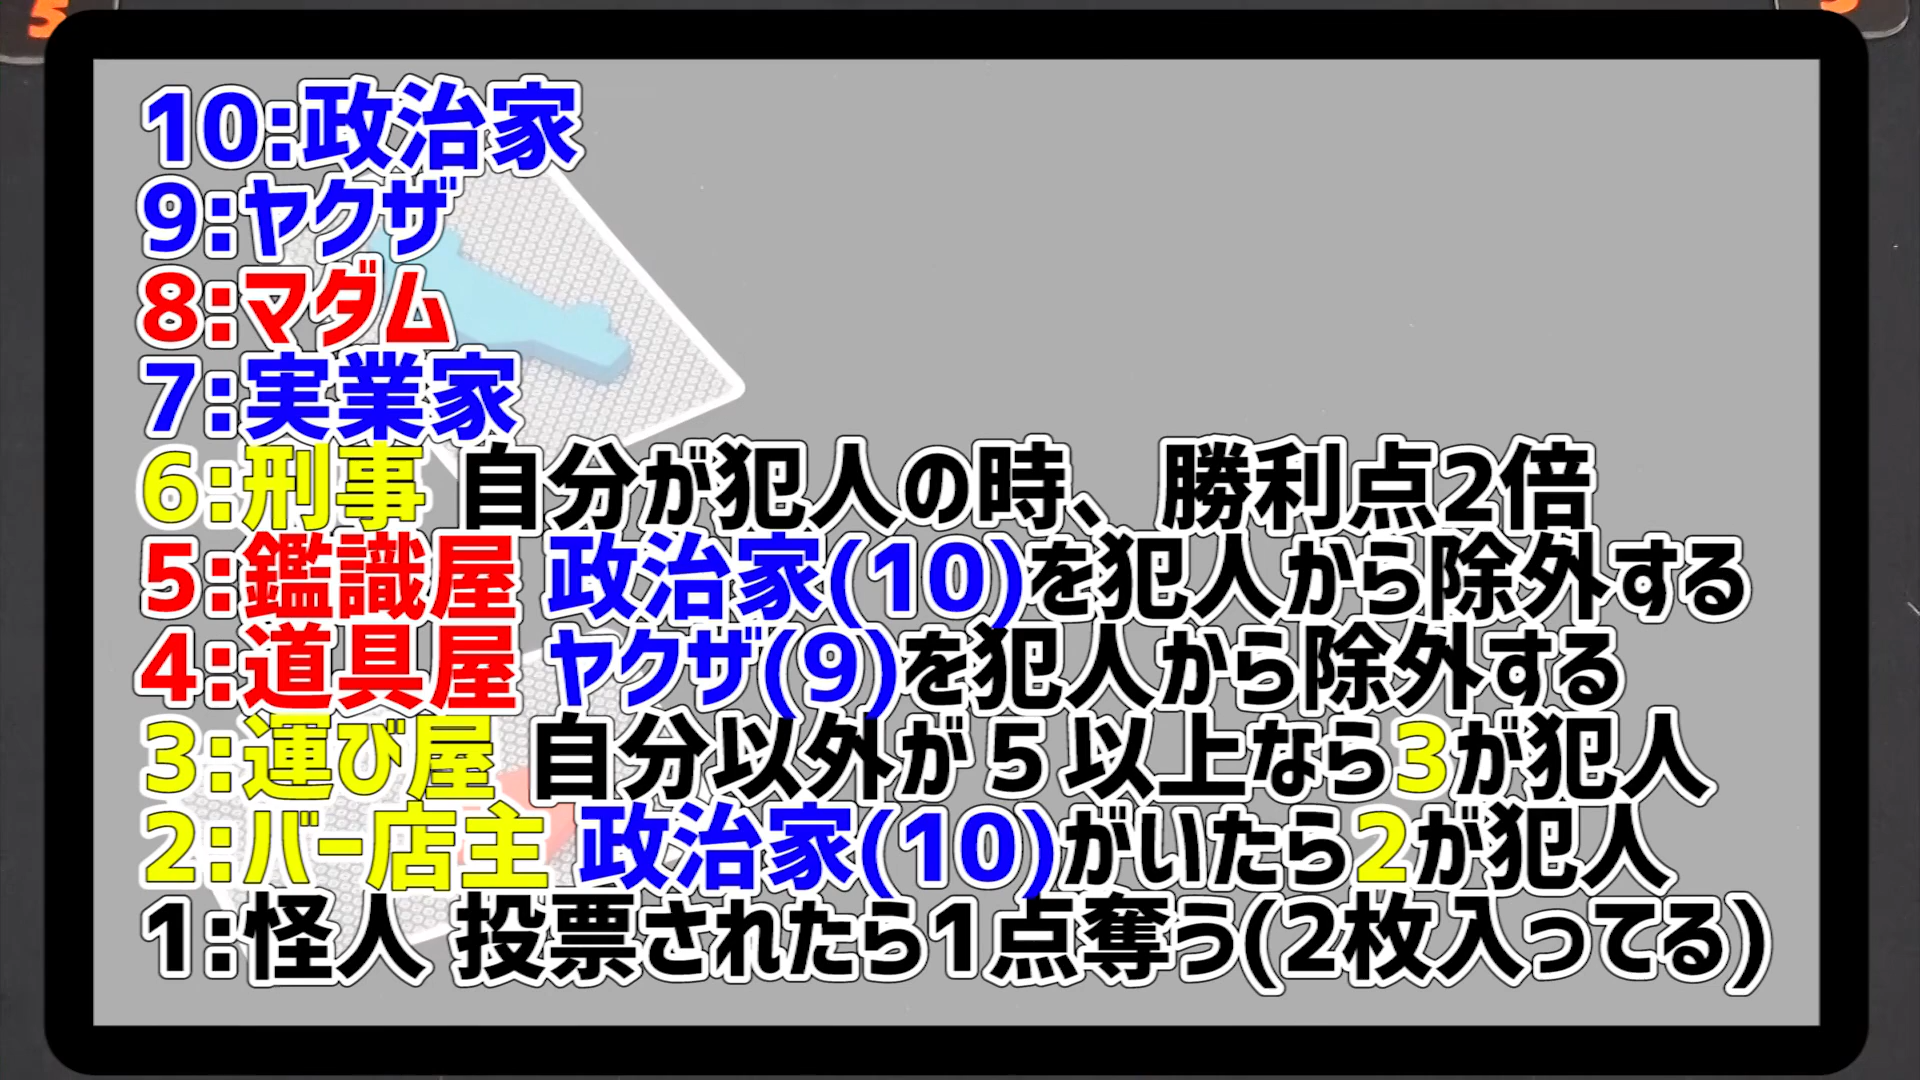 10:政治家
9:ヤクザ
8:マダム
7:実業家
6:刑事 自分が犯人の時、勝利点2倍
5:鑑識屋 政治家(10)を犯人から除外する
4:道具屋 ヤクザ(9)を犯人から除外する
3:運び屋 自分以外が５以上なら3が犯人
2:バー店主 政治家(10)がいたら2が犯人
1:怪人 投票されたら1点奪う(2枚入ってる)